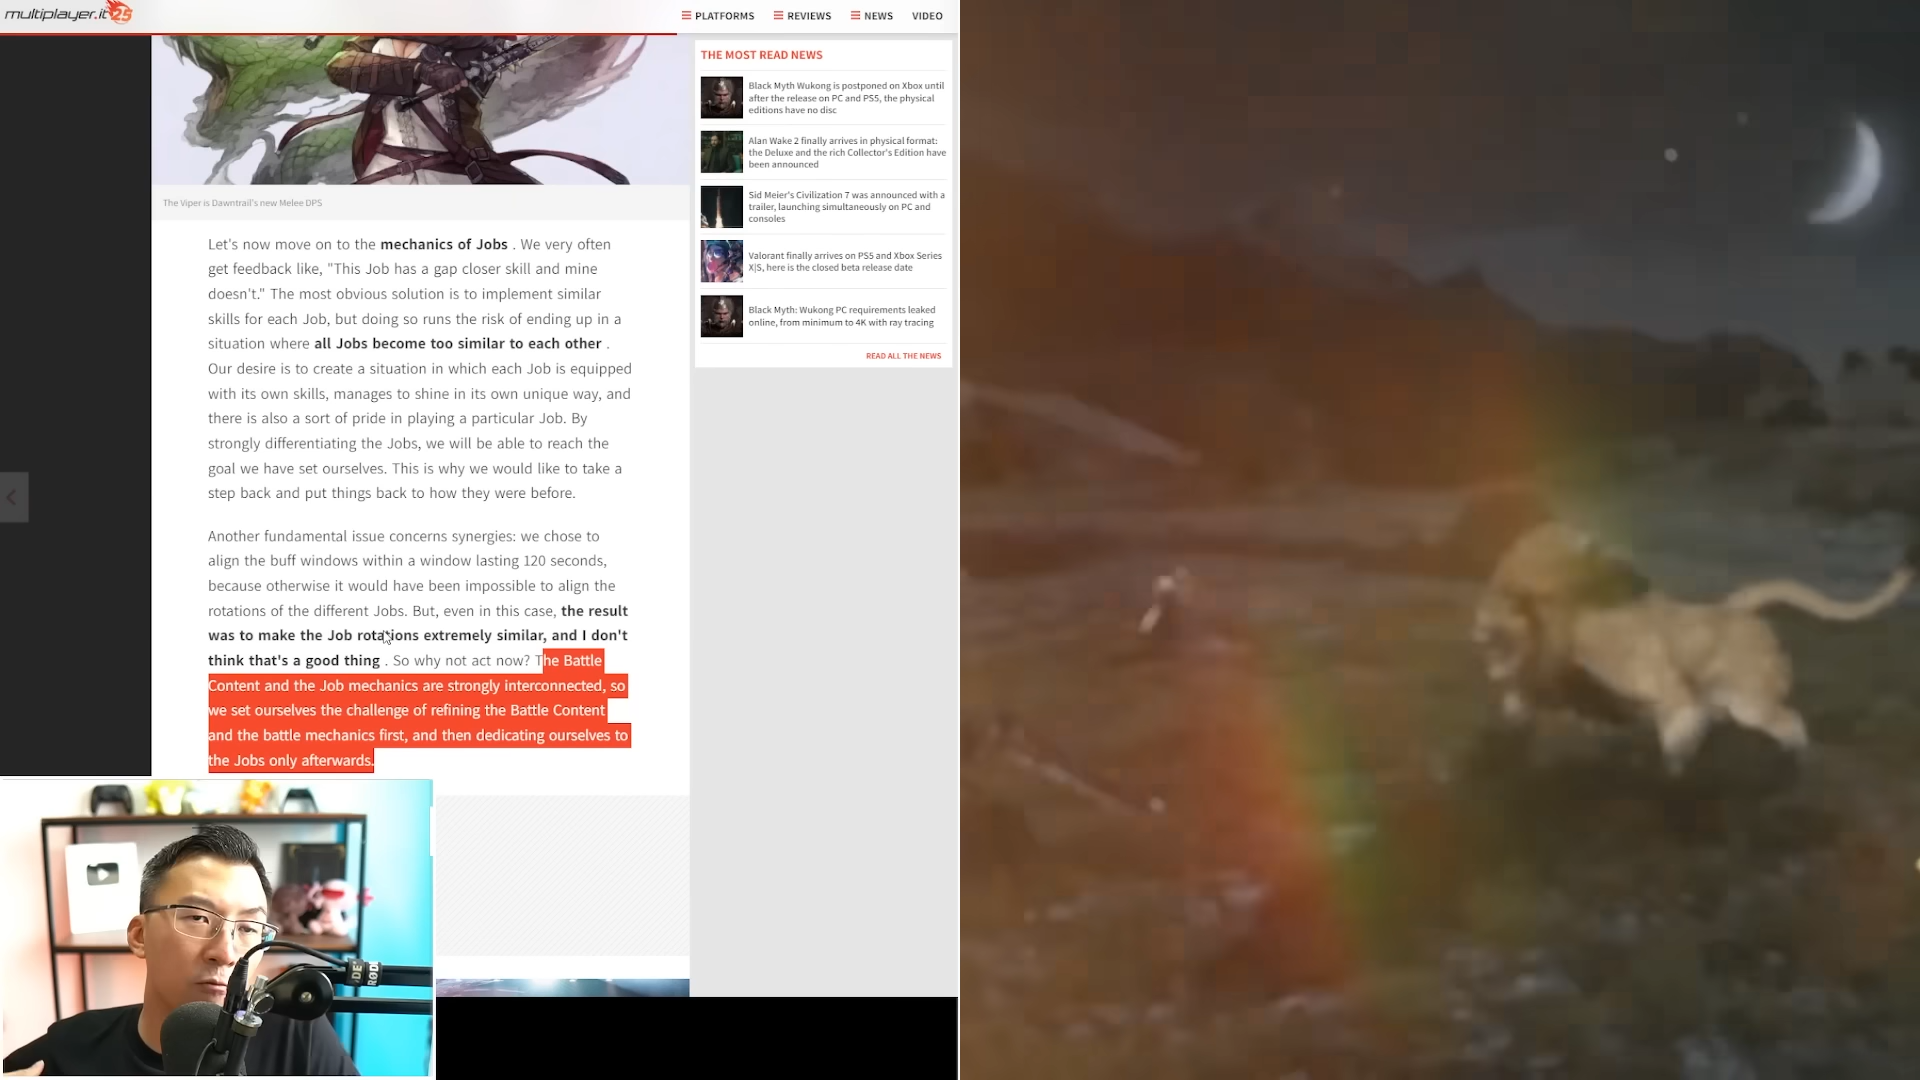 multiplayer.it 25
PLATFORMS
REVIEWS
NEWS
VIDEO
The Viper is Dawntrail's new Melee DPS
Let's now move on to the mechanics of Jobs . We very often
get feedback like, "This Job has a gap closer skill and mine
doesn't." The most obvious solution is to implement similar
skills for each Job, but doing so runs the risk of ending up in a
situation where all Jobs become too similar to each other .
Our desire is to create a situation in which each Job is equipped
with its own skills, manages to shine in its own unique way, and
there is also a sort of pride in playing a particular Job. By
strongly differentiating the Jobs, we will be able to reach the
goal we have set ourselves. This is why we would like to take a
step back and put things back to how they were before.
Another fundamental issue concerns synergies: we chose to
align the buff windows within a window lasting 120 seconds,
because otherwise it would have been impossible to align the
rotations of the different Jobs. But, even in this case, the result
was to make the Job rotations extremely similar, and I don't
think that's a good thing . So why not act now? The Battle
Content and the Job mechanics are strongly interconnected, so
we set ourselves the challenge of refining the Battle Content
and the battle mechanics first, and then dedicating ourselves to
the Jobs only afterwards.
THE MOST READ NEWS
Black Myth Wukong is postponed on Xbox until
after the release on PC and PS5, the physical
editions have no disc
Alan Wake 2 finally arrives in physical format:
the Deluxe and the rich Collector's Edition have
been announced
Sid Meier's Civilization 7 was announced with a
trailer, launching simultaneously on PC and
consoles
Valorant finally arrives on PS5 and Xbox Series
X|S, here is the closed beta release date
Black Myth: Wukong PC requirements leaked
online, from minimum to 4K with ray tracing
READ ALL THE NEWS
RØDE